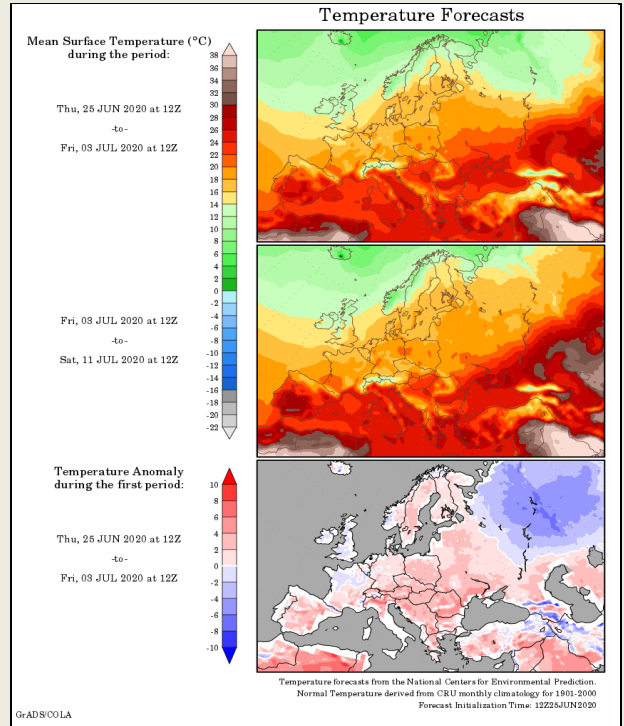 Temperature Forecasts
Mean Surface Temperature (°C)
during the period:
Thu, 25 JUN 2020 at 12Z
-to-
Fri, 03 JUL 2020 at 12Z
38
36
34
32
30
28
26
24
22
20
18
16
14
12
10
8
6
4
2
0
-2
-4
-6
-8
-10
-12
-14
-16
-18
-20
-22
Fri, 03 JUL 2020 at 12Z
-to-
Sat, 11 JUL 2020 at 12Z
Temperature Anomaly
during the first period:
Thu, 25 JUN 2020 at 12Z
-to-
Fri, 03 JUL 2020 at 12Z
10
8
6
4
2
0
-2
-4
-6
-8
-10
Temperature forecasts from the National Centers for Environmental Prediction.
Normal Temperature derived from CRU monthly climatology for 1901-2000
Forecast Initialization Time: 12Z25JUN2020
GrADS/COLA